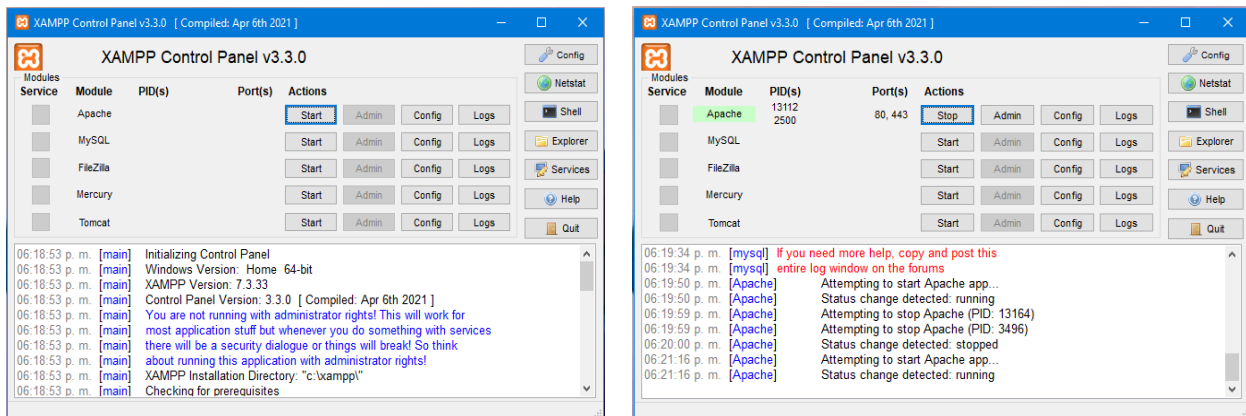 XAMPP Control Panel v3.3.0 [ Compiled: Apr 6th 2021 ]
XAMPP Control Panel v3.3.0
Config
Modules
Service Module PID(s) Port(s) Actions
Netstat
Apache Start Admin Config Logs
Shell
MySQL Start Admin Config Logs
Explorer
FileZilla Start Admin Config Logs
Services
Mercury Start Admin Config Logs
Help
Tomcat Start Admin Config Logs
Quit
06:18:53 p. m. [main] Initializing Control Panel
06:18:53 p. m. [main] Windows Version: Home 64-bit
06:18:53 p. m. [main] XAMPP Version: 7.3.33
06:18:53 p. m. [main] Control Panel Version: 3.3.0 [ Compiled: Apr 6th 2021 ]
06:18:53 p. m. [main] You are not running with administrator rights! This will work for
06:18:53 p. m. [main] most application stuff but whenever you do something with services
06:18:53 p. m. [main] there will be a security dialogue or things will break! So think
06:18:53 p. m. [main] about running this application with administrator rights!
06:18:53 p. m. [main] XAMPP Installation Directory: "c:\xampp\"
06:18:53 p. m. [main] Checking for prerequisites
XAMPP Control Panel v3.3.0 [ Compiled: Apr 6th 2021 ]
XAMPP Control Panel v3.3.0
Config
Modules
Service Module PID(s) Port(s) Actions
Netstat
Apache 13112 80, 443 Stop Admin Config Logs
2500
Shell
MySQL Start Admin Config Logs
Explorer
FileZilla Start Admin Config Logs
Services
Mercury Start Admin Config Logs
Help
Tomcat Start Admin Config Logs
Quit
06:19:34 p. m. [mysql] If you need more help, copy and post this
06:19:34 p. m. [mysql] entire log window on the forums
06:19:50 p. m. [Apache] Attempting to start Apache app...
06:19:50 p. m. [Apache] Status change detected: running
06:19:59 p. m. [Apache] Attempting to stop Apache (PID: 13164)
06:19:59 p. m. [Apache] Attempting to stop Apache (PID: 3496)
06:20:00 p. m. [Apache] Status change detected: stopped
06:21:16 p. m. [Apache] Attempting to start Apache app...
06:21:16 p. m. [Apache] Status change detected: running